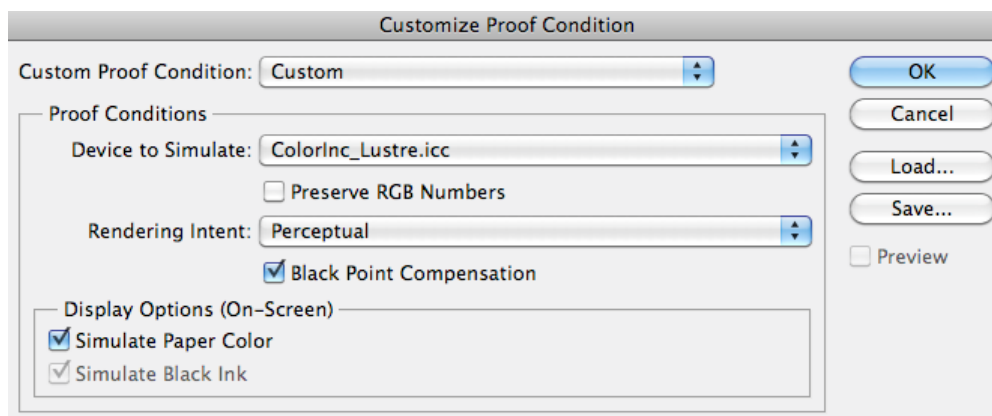 Customize Proof Condition
Custom Proof Condition: Custom
OK
Proof Conditions
Cancel
Device to Simulate: ColorInc_Lustre.icc
Load...
Preserve RGB Numbers
Save...
Rendering Intent: Perceptual
Preview
Black Point Compensation
Display Options (On-Screen)
Simulate Paper Color
Simulate Black Ink